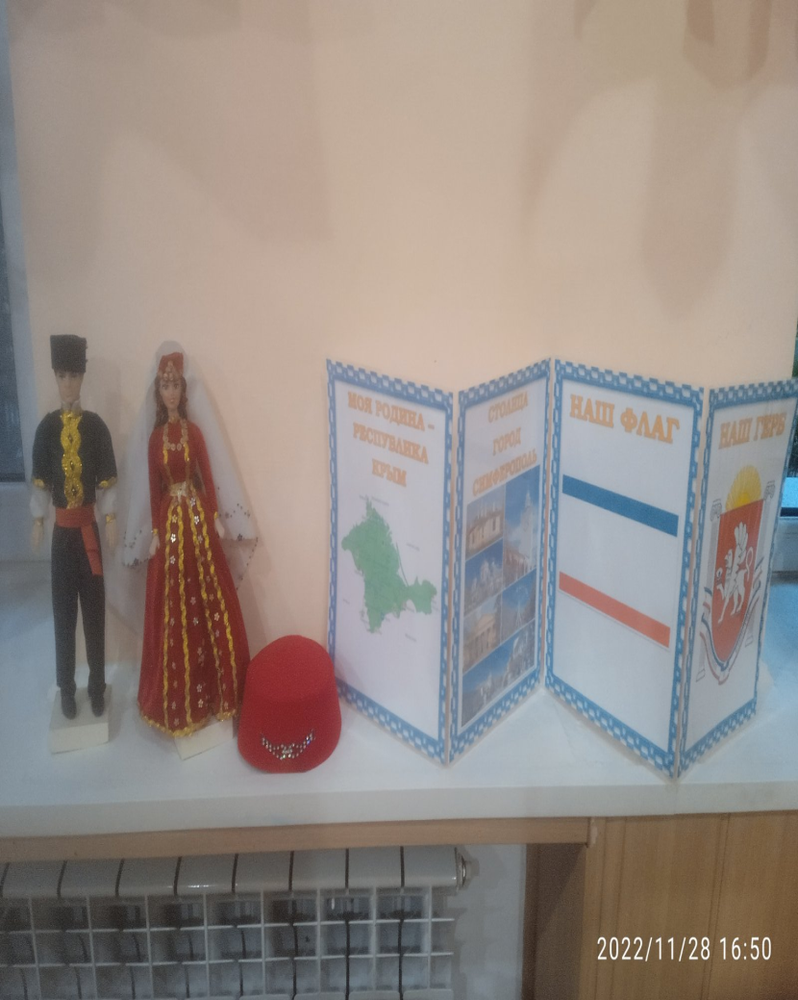 МОЯ РОДИНА –
РЕСПУБЛИКА
КРЫМ
СТОЛИЦА
ГОРОД
СИМФЕРОПОЛЬ
НАШ ФЛАГ
НАШ ГЕРБ
2022/11/28 16:50